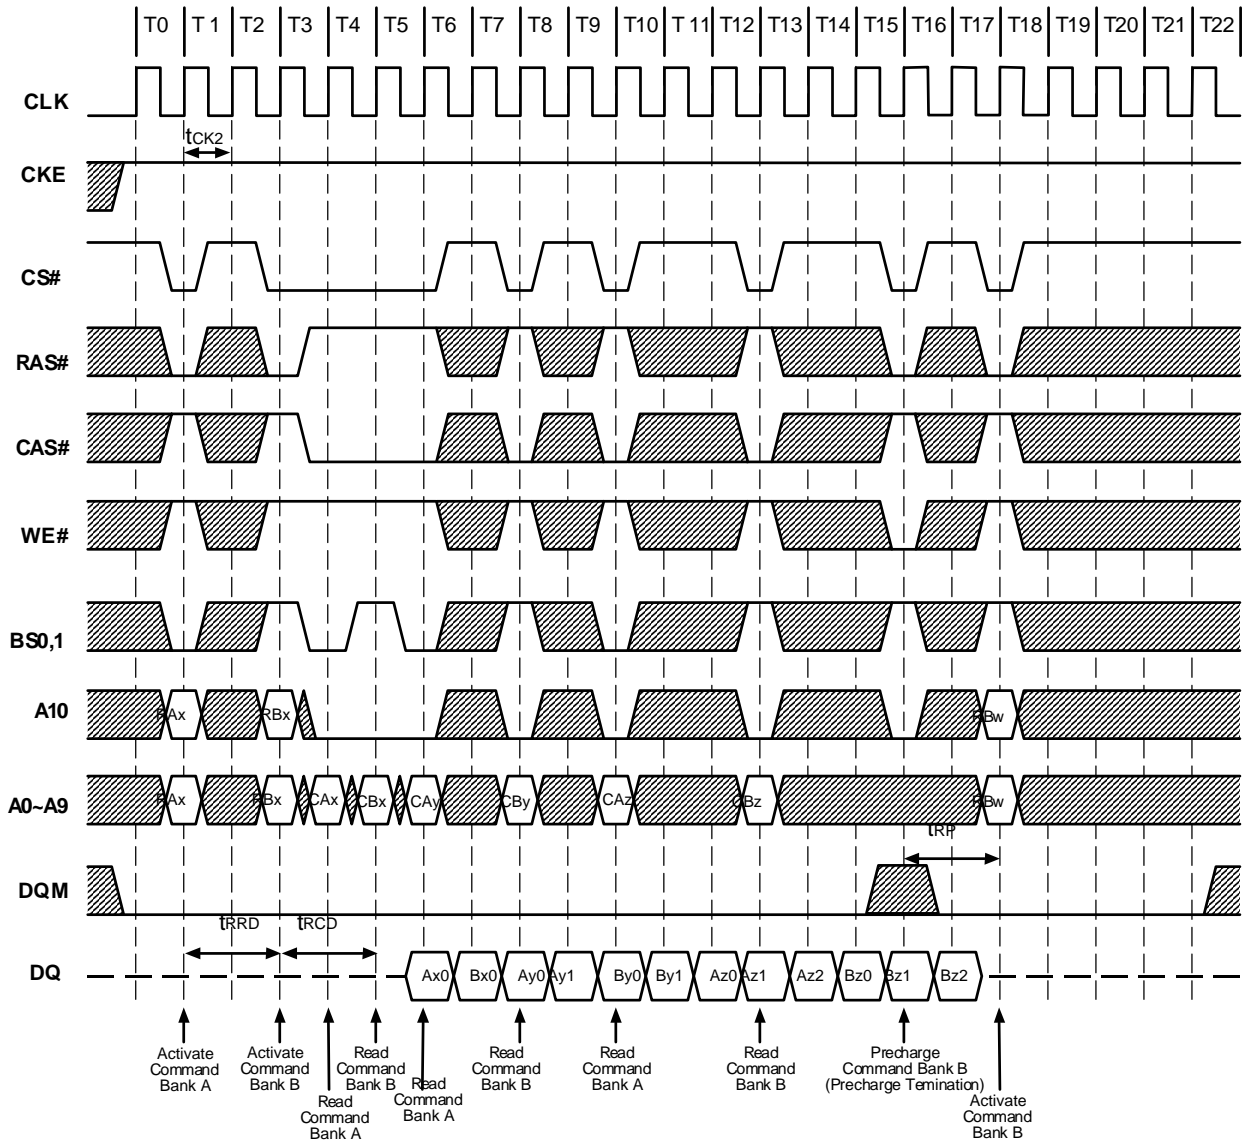 T0 T 1 T2 T3 T4 T5 T6 T7 T8 T9 T10 T 11 T12 T13 T14 T15 T16 T17 T18 T19 T20 T21 T22
CLK
tCK2
CKE
CS#
RAS#
CAS#
WE#
BS0,1
A10
RAx RBx RBw
A0~A9
RAx RBx CAx CBx CAy CBy CAz CBz RBw
tRP
DQM
tRRD tRCD
DQ
Ax0 Bx0 Ay0 Ay1 By0 By1 Az0 Az1 Az2 Bz0 Bz1 Bz2
Activate
Command
Bank A
Activate
Command
Bank B
Read
Command
Bank A
Read
Command
Bank B
Read
Command
Bank A
Read
Command
Bank B
Read
Command
Bank A
Read
Command
Bank B
Precharge
Command Bank B
(Precharge Temination)
Activate
Command
Bank B